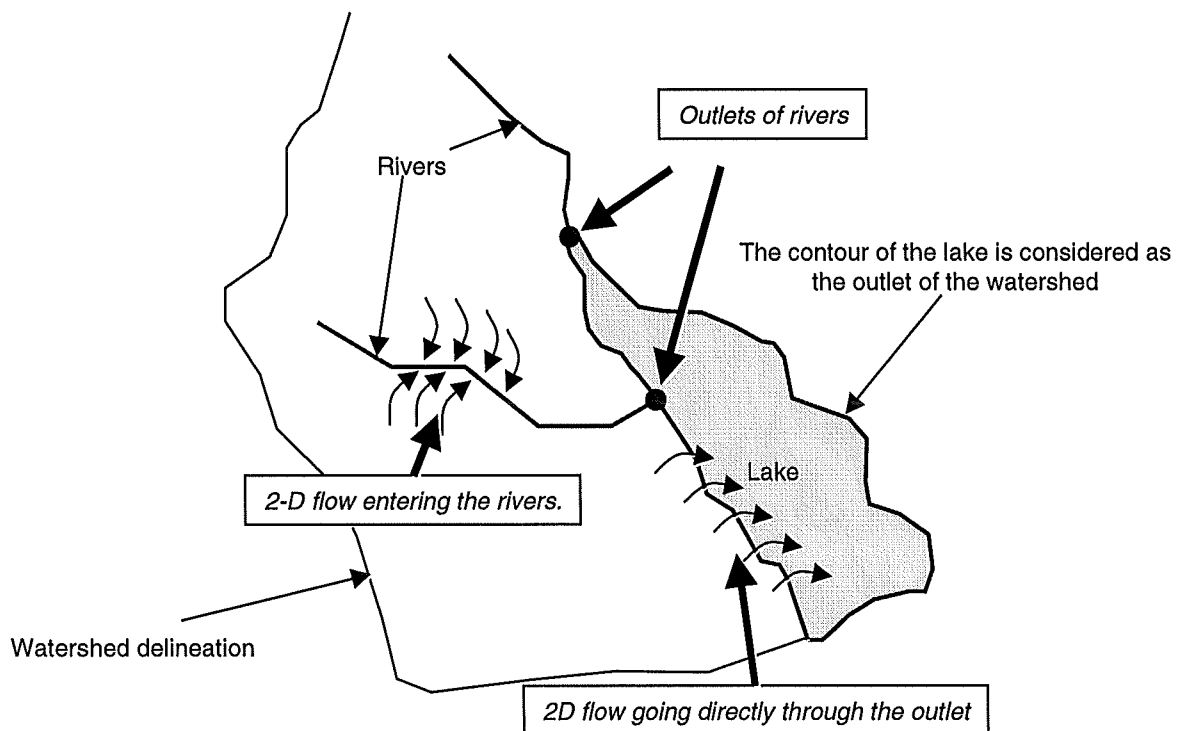 Outlets of rivers
Rivers
The contour of the lake is considered as
the outlet of the watershed
Lake
2-D flow entering the rivers.
Watershed delineation
2D flow going directly through the outlet